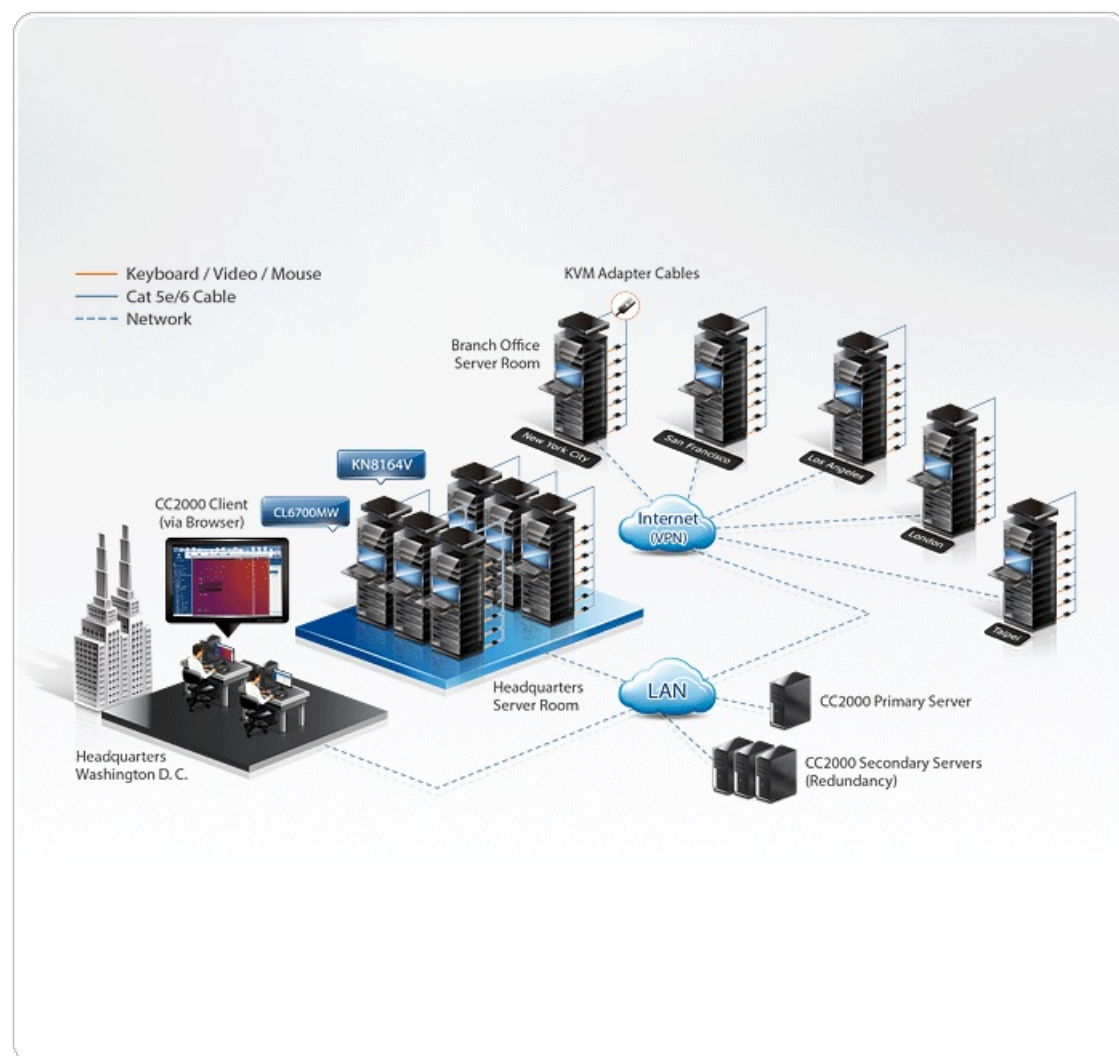 Keyboard / Video / Mouse
Cat 5e/6 Cable
Network
KVM Adapter Cables
Branch Office
Server Room
New York City
San Francisco
Los Angeles
London
Taipei
KN8164V
CL6700MW
CC2000 Client
(via Browser)
Internet
(VPN)
Headquarters
Server Room
LAN
CC2000 Primary Server
CC2000 Secondary Servers
(Redundancy)
Headquarters
Washington D. C.